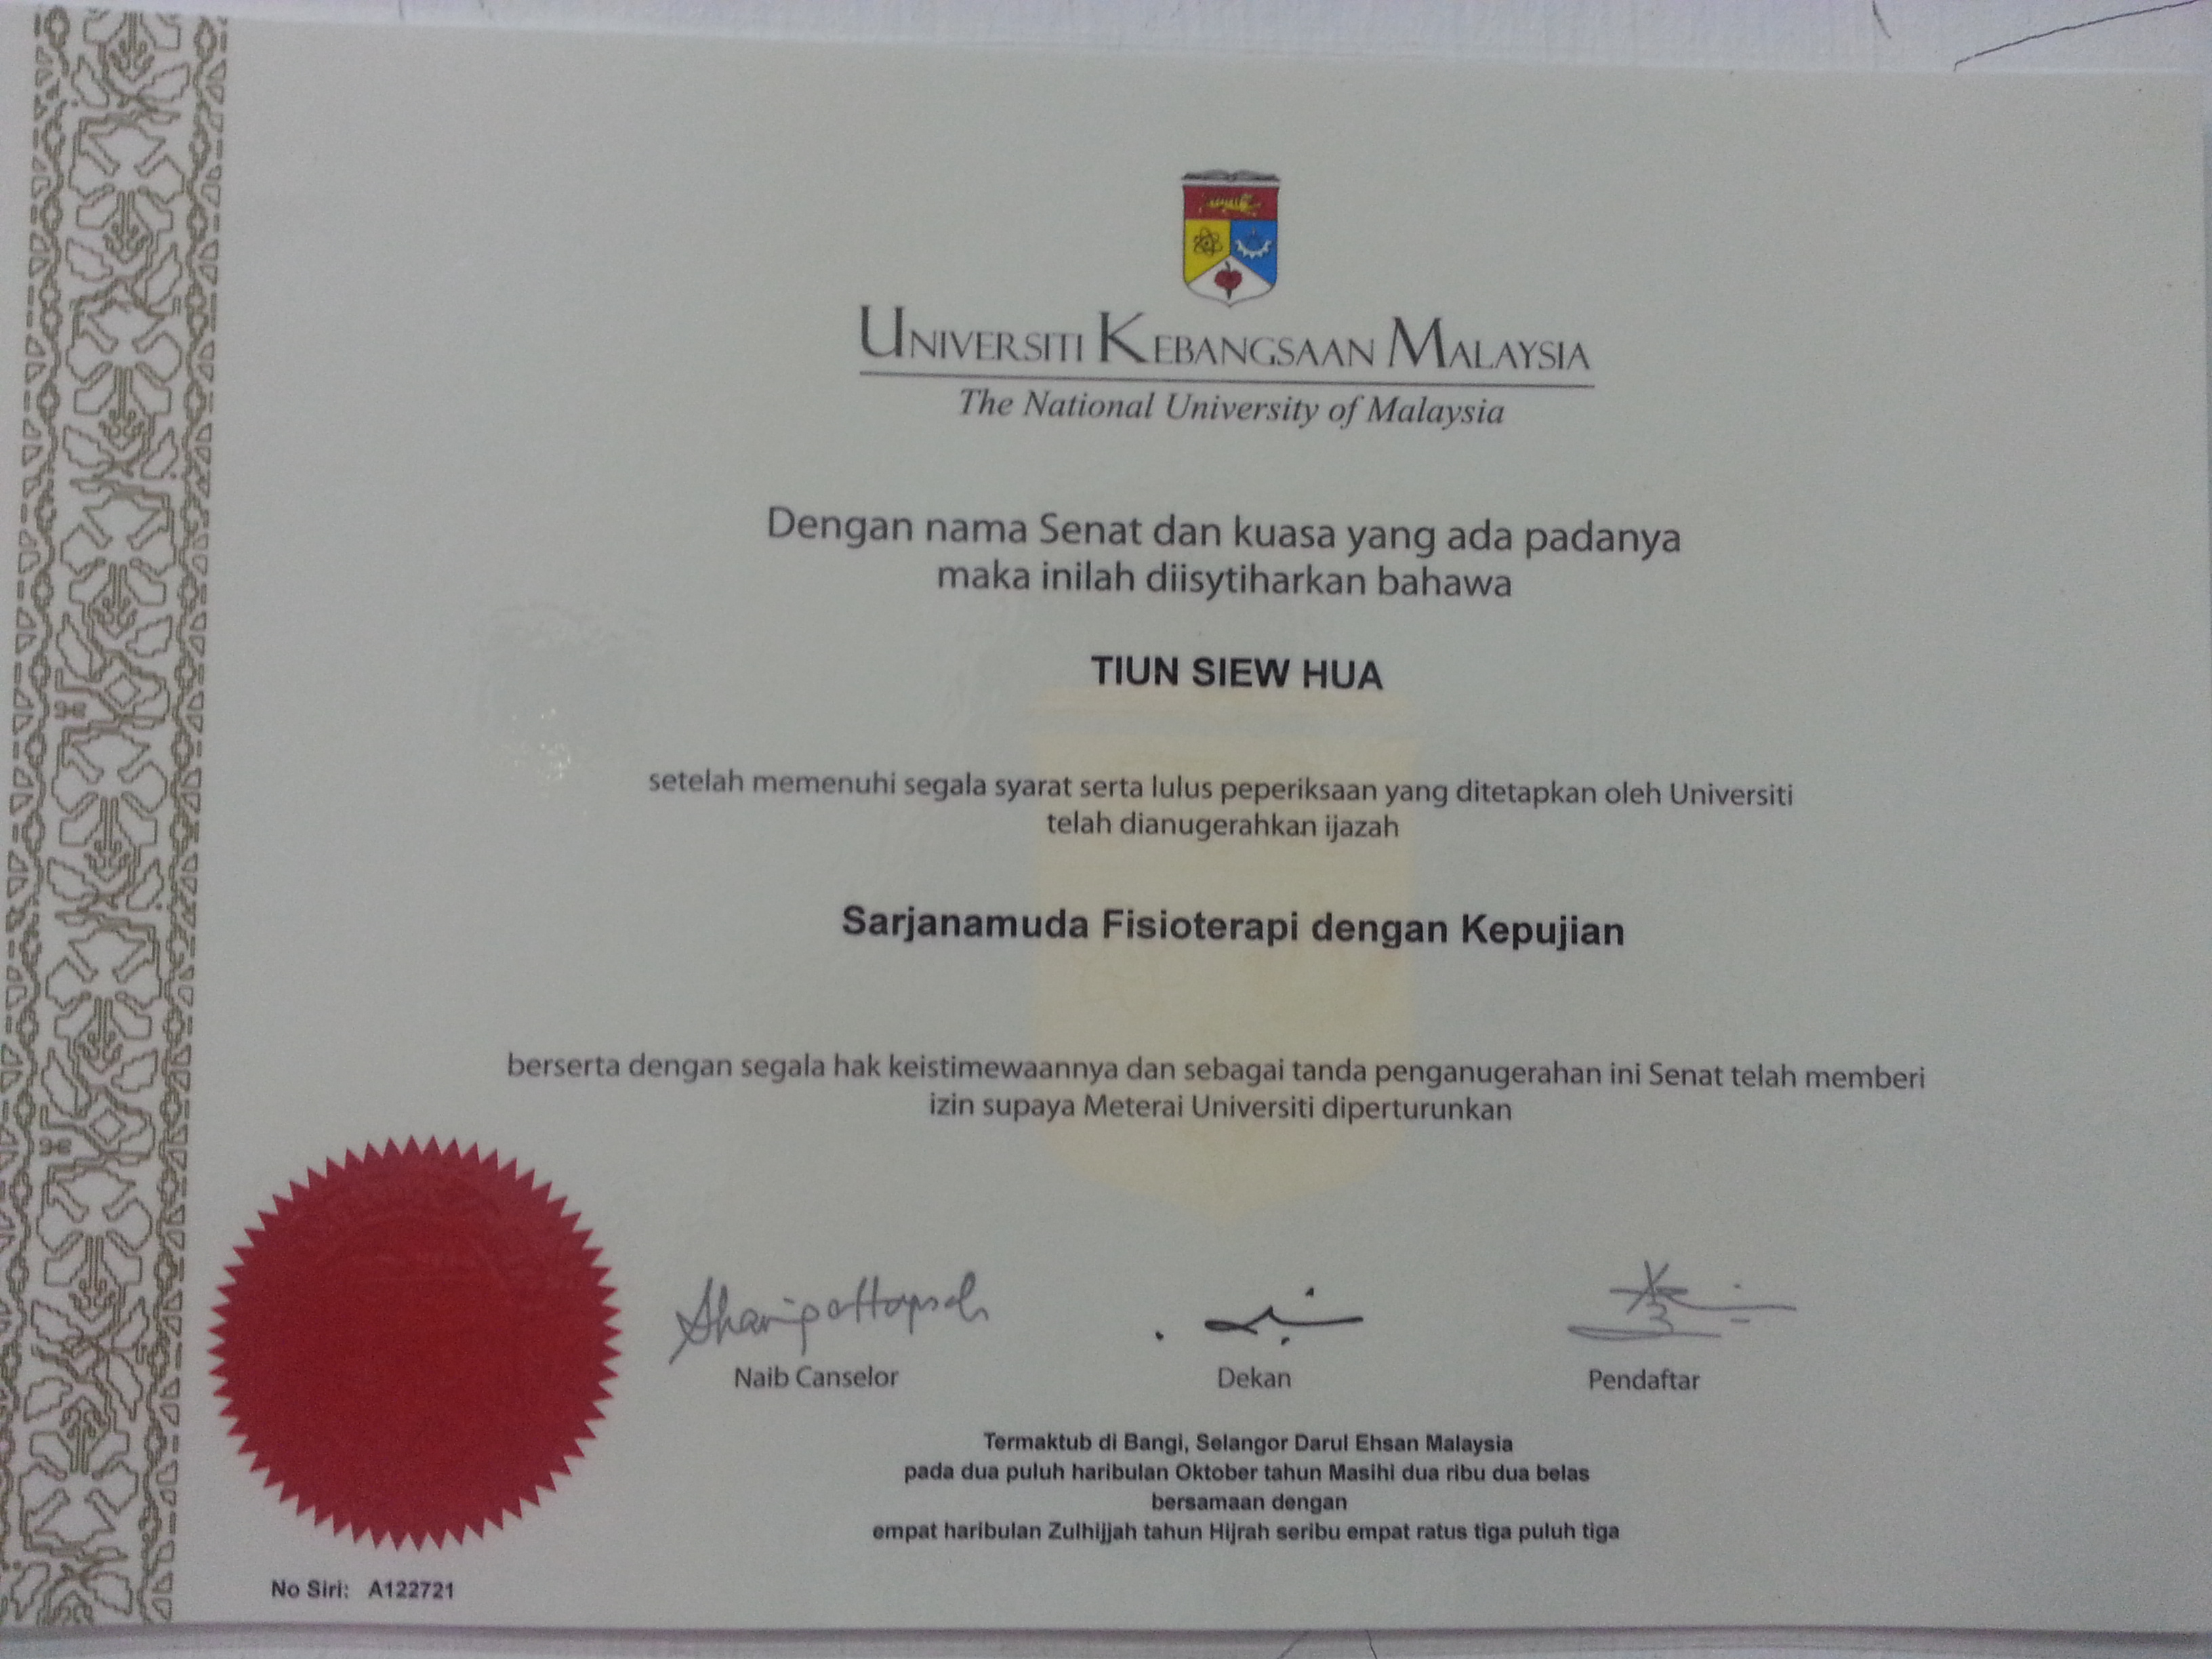 UNIVERSITI KEBANGSAAN MALAYSIA
The National University of Malaysia
Dengan nama Senat dan kuasa yang ada padanya
maka inilah diisytiharkan bahawa
TIUN SIEW HUA
setelah memenuhi segala syarat serta lulus peperiksaan yang ditetapkan oleh Universiti
telah dianugerahkan ijazah
Sarjanamuda Fisioterapi dengan Kepujian
berserta dengan segala hak keistimewaannya dan sebagai tanda penganugerahan ini Senat telah memberi
izin supaya Meterai Universiti diperturunkan
Naib Canselor
Dekan
Pendaftar
Termaktub di Bangi, Selangor Darul Ehsan Malaysia
pada dua puluh haribulan Oktober tahun Masihi dua ribu dua belas
bersamaan dengan
empat haribulan Zulhijjah tahun Hijrah seribu empat ratus tiga puluh tiga
No Siri: A122721